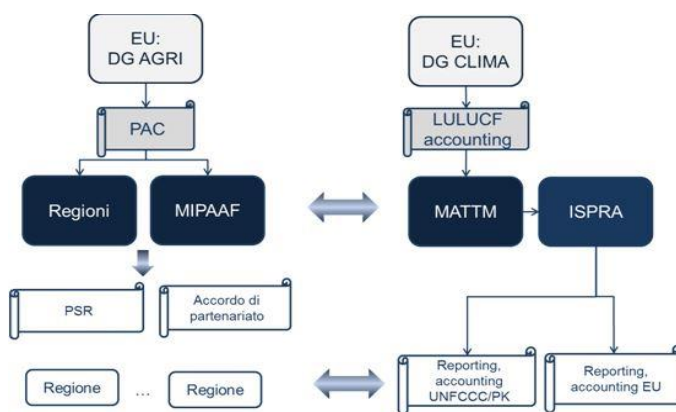 EU:
DG AGRI
EU:
DG CLIMA
PAC
LULUCF
accounting
Regioni
MIPAAF
MATTM
ISPRA
PSR
Accordo di
partenariato
Regione
...
Regione
Reporting,
accounting
UNFCCC/PK
Reporting,
accounting EU